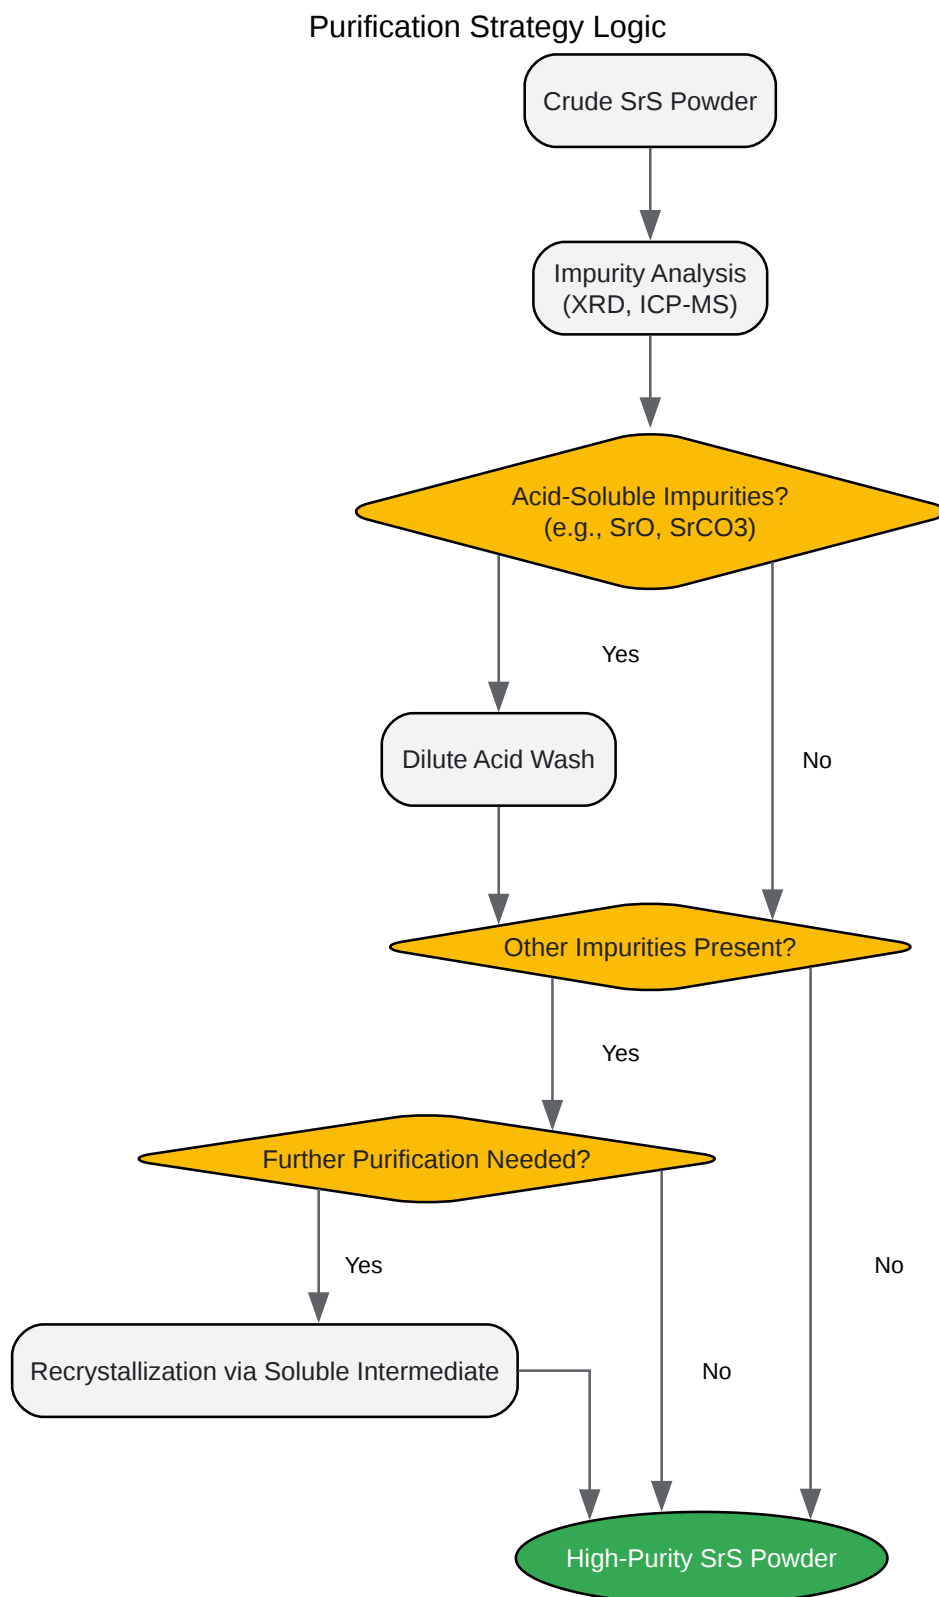 Purification Strategy Logic
Crude SrS Powder
Impurity Analysis
(XRD, ICP-MS)
Acid-Soluble Impurities?
(e.g., SrO, SrCO3)
Yes
Dilute Acid Wash
No
Other Impurities Present?
Yes
Further Purification Needed?
Yes
No
Recrystallization via Soluble Intermediate
No
High-Purity SrS Powder